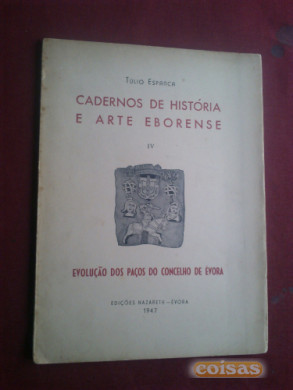 TÚLIO ESPANCA
CADERNOS DE HISTÓRIA
E ARTE EBORENSE
IV
EVOLUÇÃO DOS PAÇOS DO CONCELHO DE ÉVORA
EDIÇÕES NAZARETH - ÉVORA
1947
coisas